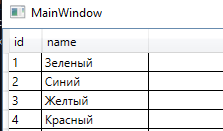 MainWindow
id name
1 Зеленый
2 Синий
3 Желтый
4 Красный